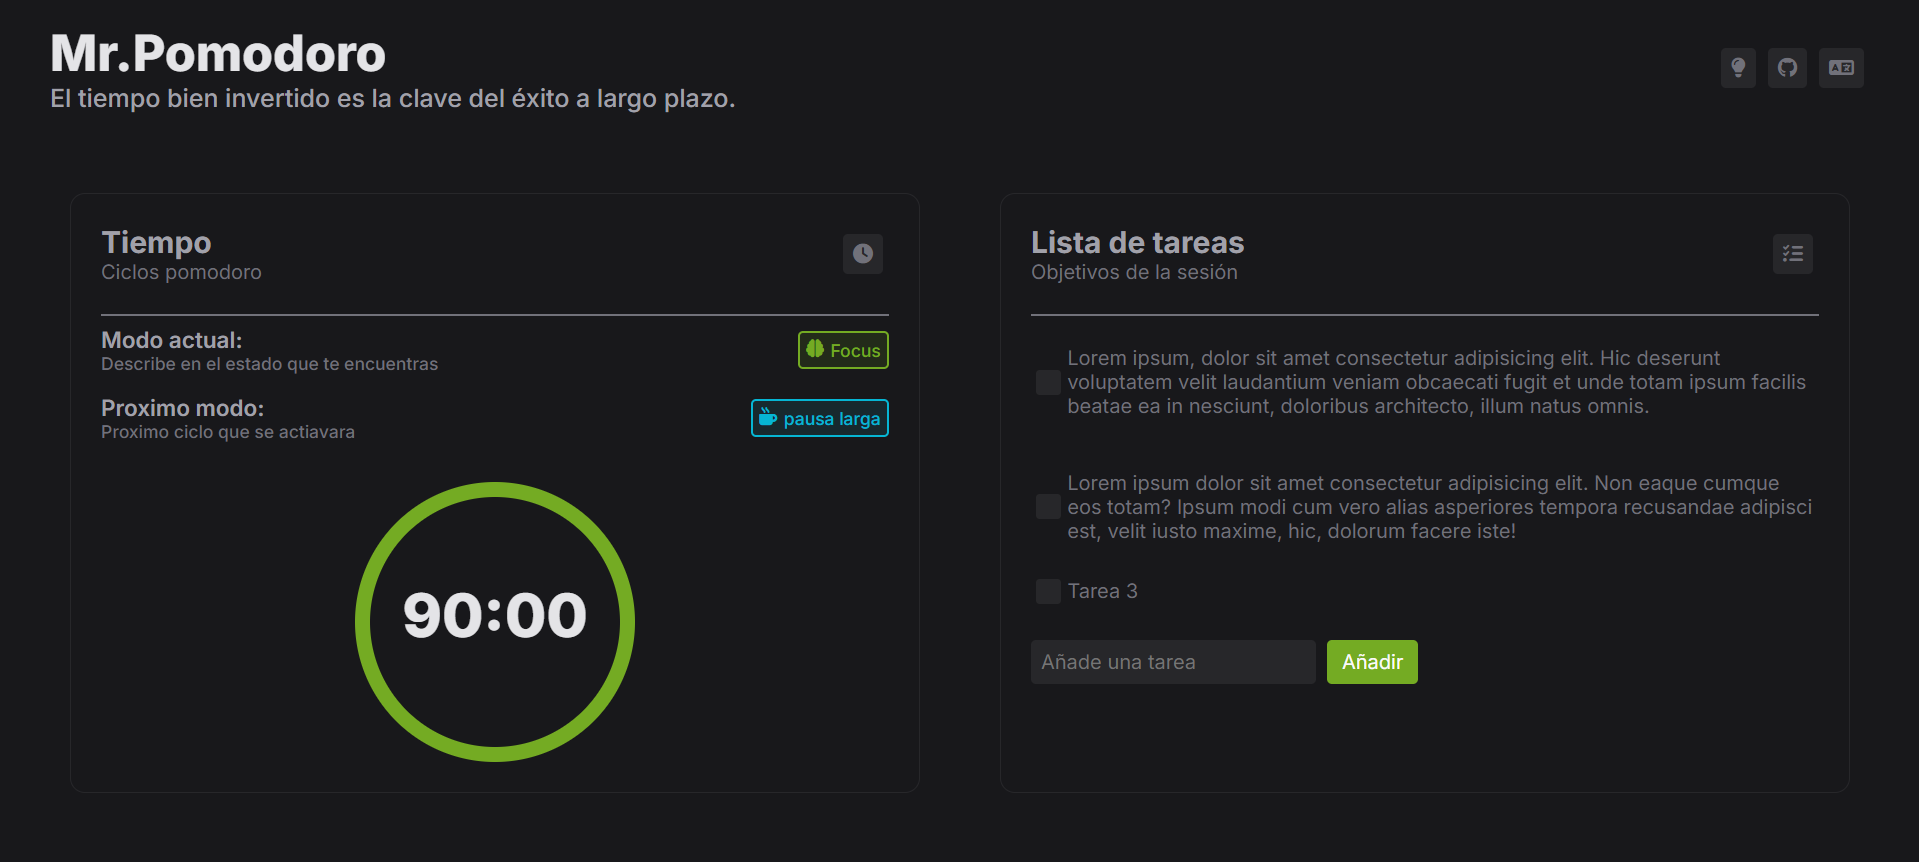 Mr.Pomodoro
El tiempo bien invertido es la clave del éxito a largo plazo.
Tiempo
Ciclos pomodoro
Modo actual:
Describe en el estado que te encuentras
Focus
Proximo modo:
Proximo ciclo que se actiavara
pausa larga
90:00
Lista de tareas
Objetivos de la sesión
Lorem ipsum, dolor sit amet consectetur adipisicing elit. Hic deserunt
voluptatem velit laudantium veniam obcaecati fugit et unde totam ipsum facilis
beatae ea in nesciunt, doloribus architecto, illum natus omnis.
Lorem ipsum dolor sit amet consectetur adipisicing elit. Non eaque cumque
eos totam? Ipsum modi cum vero alias asperiores tempora recusandae adipisci
est, velit iusto maxime, hic, dolorum facere iste!
Tarea 3
Añade una tarea
Añadir